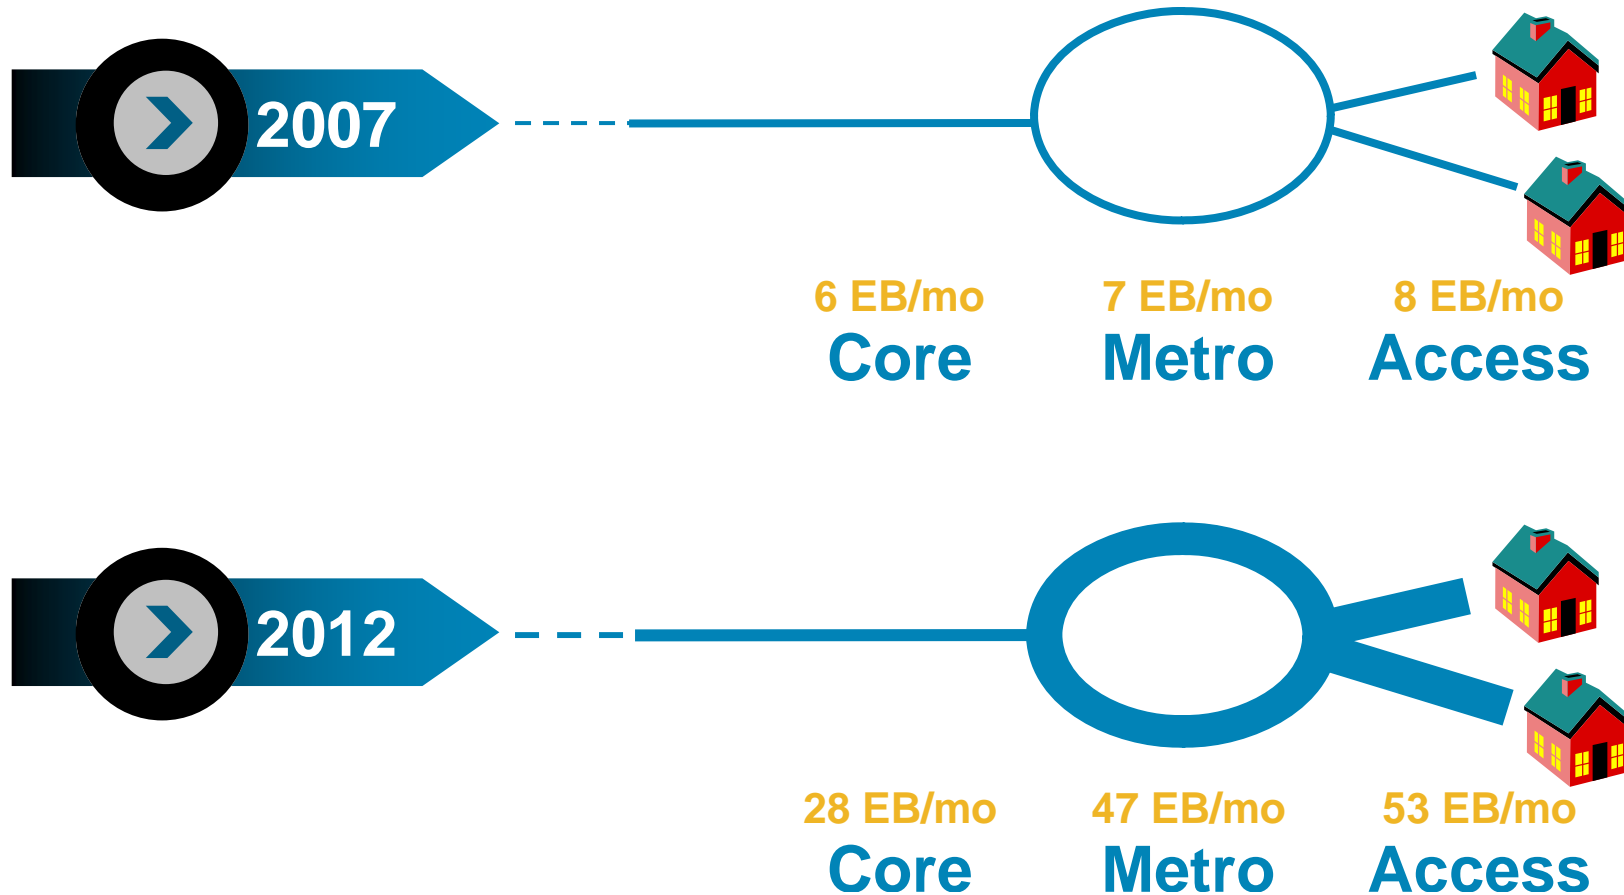 2007
6 EB/mo 7 EB/mo 8 EB/mo
Core Metro Access
2012
28 EB/mo 47 EB/mo 53 EB/mo
Core Metro Access